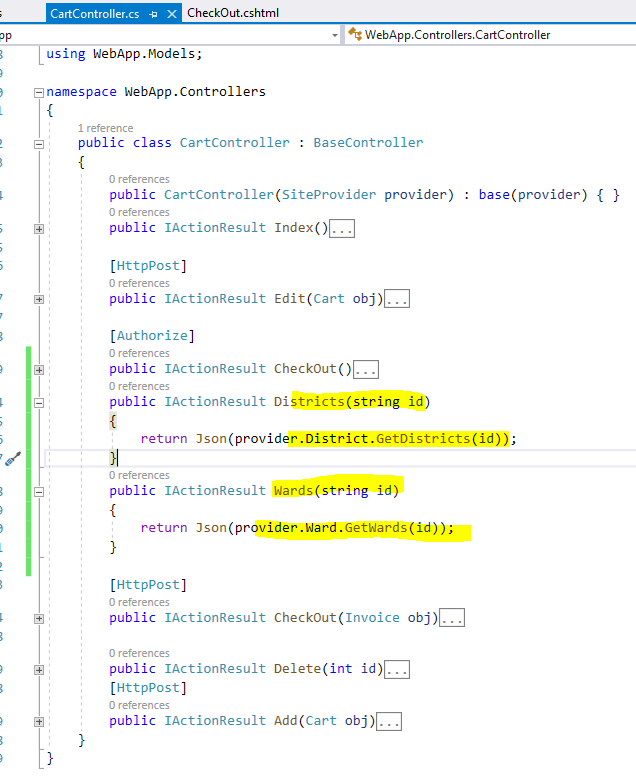 CartController.cs
CheckOut.cshtml
WebApp.Controllers.CartController
using WebApp.Models;
namespace WebApp.Controllers
{
1 reference
public class CartController : BaseController
{
0 references
public CartController(SiteProvider provider) : base(provider) { }
0 references
public IActionResult Index()...
[HttpPost]
0 references
public IActionResult Edit(Cart obj)...
[Authorize]
0 references
public IActionResult CheckOut()...
0 references
public IActionResult Districts(string id)
{
return Json(provider.District.GetDistricts(id));
}
0 references
public IActionResult Wards(string id)
{
return Json(provider.Ward.GetWards(id));
}
[HttpPost]
0 references
public IActionResult CheckOut(Invoice obj)...
0 references
public IActionResult Delete(int id)...
[HttpPost]
0 references
public IActionResult Add(Cart obj)...
}
}